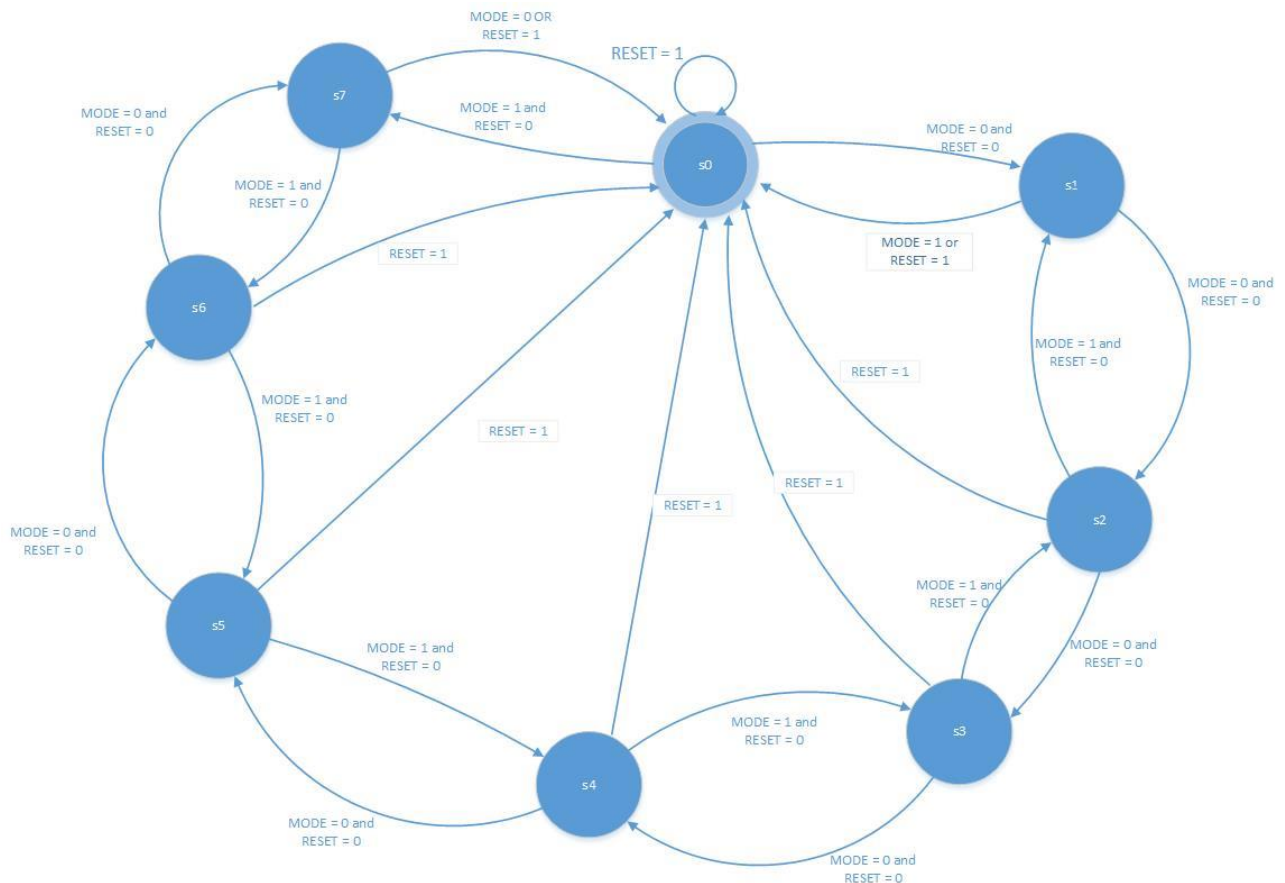 MODE = 0 OR
RESET = 1
RESET = 1
s7
MODE = 0 and
RESET = 0
MODE = 1 and
RESET = 0
MODE = 0 and
RESET = 0
s0
s1
MODE = 1 and
RESET = 0
RESET = 1
MODE = 1 or
RESET = 1
MODE = 0 and
RESET = 0
s6
MODE = 1 and
RESET = 0
RESET = 1
MODE = 1 and
RESET = 0
RESET = 1
RESET = 1
RESET = 1
s2
MODE = 0 and
RESET = 0
MODE = 1 and
RESET = 0
s5
MODE = 1 and
RESET = 0
MODE = 0 and
RESET = 0
MODE = 1 and
RESET = 0
s3
s4
MODE = 0 and
RESET = 0
MODE = 0 and
RESET = 0